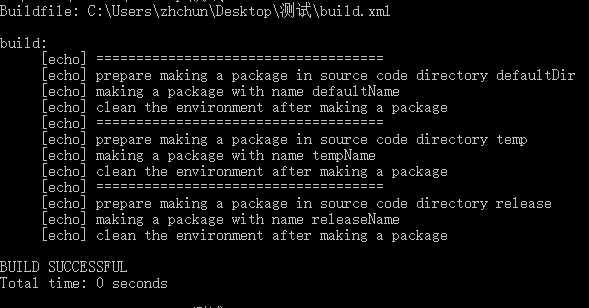 Buildfile: C:\Users\zhchun\Desktop\测试\build.xml
build:
[echo] ====================================
[echo] prepare making a package in source code directory defaultDir
[echo] making a package with name defaultName
[echo] clean the environment after making a package
[echo] ====================================
[echo] prepare making a package in source code directory temp
[echo] making a package with name tempName
[echo] clean the environment after making a package
[echo] ====================================
[echo] prepare making a package in source code directory release
[echo] making a package with name releaseName
[echo] clean the environment after making a package
BUILD SUCCESSFUL
Total time: 0 seconds